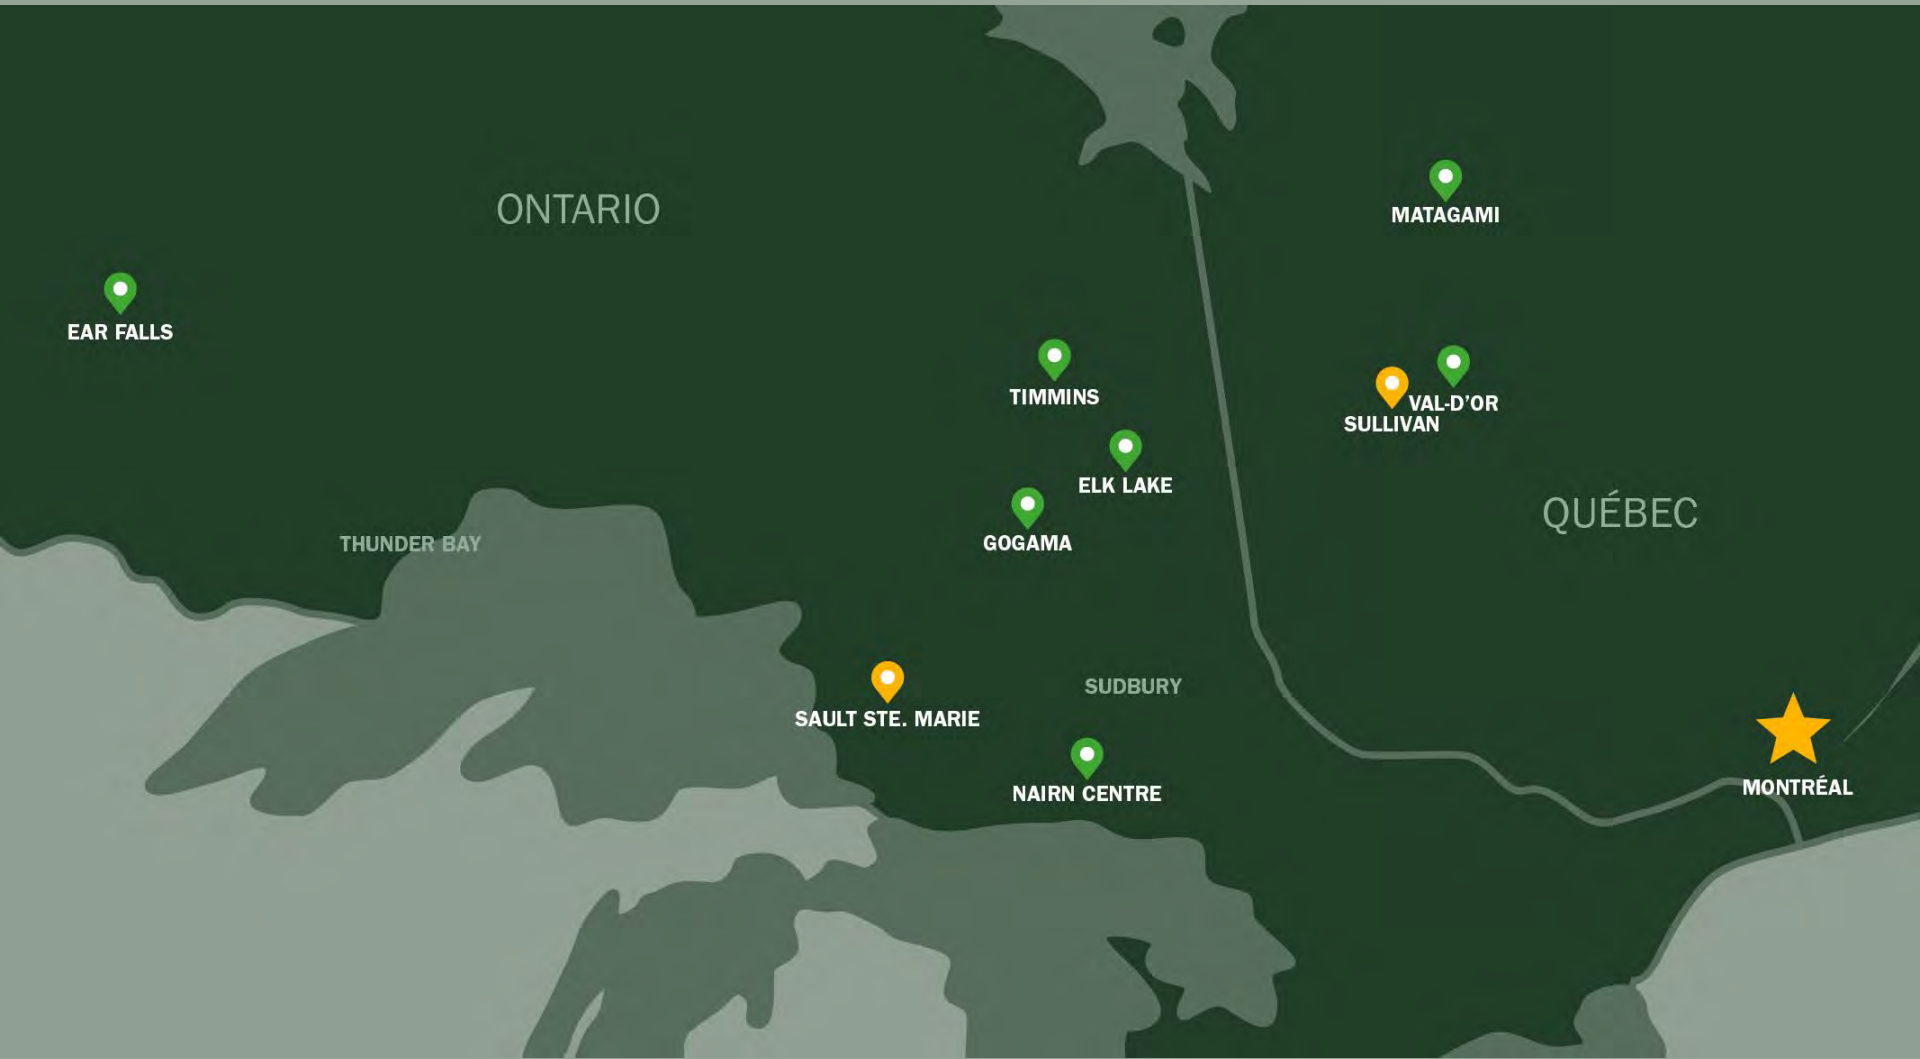 MATAGAMI
ONTARIO
EAR FALLS
TIMMINS
VAL-D'OR
SULLIVAN
ELK LAKE
QUÉBEC
THUNDER BAY
GOGAMA
SUDBURY
SAULT STE. MARIE
MONTRÉAL
NAIRN CENTRE